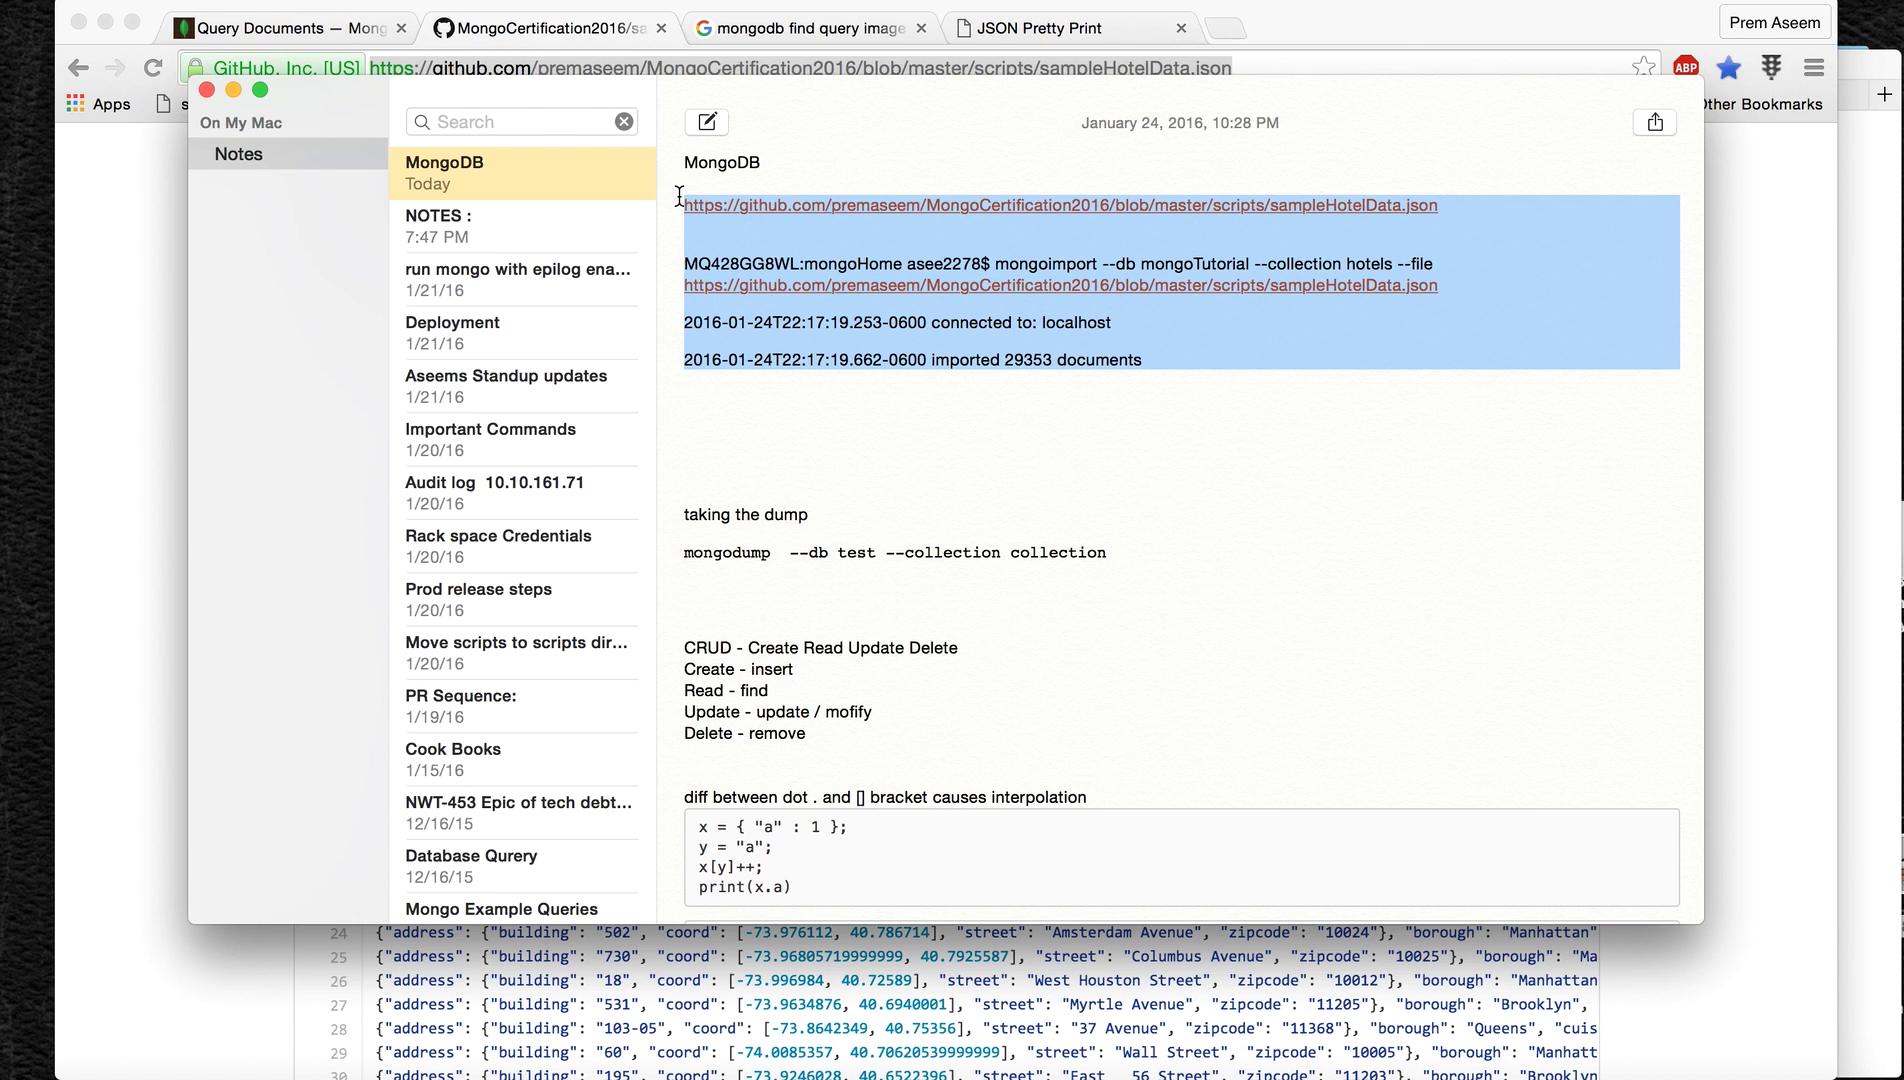 Query Documents — Mong
MongoCertification2016/sa
mongodb find query image
JSON Pretty Print
Prem Aseem
GitHub, Inc. [US]
https://github.com/premaseem/MongoCertification2016/blob/master/scripts/sampleHotelData.json
ABP
Apps
s
Other Bookmarks
On My Mac
Notes
Search
MongoDB
Today
NOTES :
7:47 PM
run mongo with epilog ena...
1/21/16
Deployment
1/21/16
Aseems Standup updates
1/21/16
Important Commands
1/20/16
Audit log 10.10.161.71
1/20/16
Rack space Credentials
1/20/16
Prod release steps
1/20/16
Move scripts to scripts dir...
1/20/16
PR Sequence:
1/19/16
Cook Books
1/15/16
NWT-453 Epic of tech debt...
12/16/15
Database Qurery
12/16/15
Mongo Example Queries
January 24, 2016, 10:28 PM
MongoDB
https://github.com/premaseem/MongoCertification2016/blob/master/scripts/sampleHotelData.json
MQ428GG8WL:mongoHome asee2278$ mongoimport --db mongoTutorial --collection hotels --file
https://github.com/premaseem/MongoCertification2016/blob/master/scripts/sampleHotelData.json
2016-01-24T22:17:19.253-0600 connected to: localhost
2016-01-24T22:17:19.662-0600 imported 29353 documents
taking the dump
mongodump --db test --collection collection
CRUD - Create Read Update Delete
Create - insert
Read - find
Update - update / mofify
Delete - remove
diff between dot . and [] bracket causes interpolation
x = { "a" : 1 };
y = "a";
x[y]++;
print(x.a)
24 {"address": {"building": "502", "coord": [-73.976112, 40.786714], "street": "Amsterdam Avenue", "zipcode": "10024"}, "borough": "Manhattan"
25 {"address": {"building": "730", "coord": [-73.96805719999999, 40.7925587], "street": "Columbus Avenue", "zipcode": "10025"}, "borough": "Ma
26 {"address": {"building": "18", "coord": [-73.996984, 40.72589], "street": "West Houston Street", "zipcode": "10012"}, "borough": "Manhattan
27 {"address": {"building": "531", "coord": [-73.9634876, 40.6940001], "street": "Myrtle Avenue", "zipcode": "11205"}, "borough": "Brooklyn",
28 {"address": {"building": "103-05", "coord": [-73.8642349, 40.75356], "street": "37 Avenue", "zipcode": "11368"}, "borough": "Queens", "cuis
29 {"address": {"building": "60", "coord": [-74.0085357, 40.70620539999999], "street": "Wall Street", "zipcode": "10005"}, "borough": "Manhatt
30 {"address": {"building": "195", "coord": [-73.9246028, 40.6522396], "street": "East 56 Street", "zipcode": "11203"}, "borough": "Brooklyn